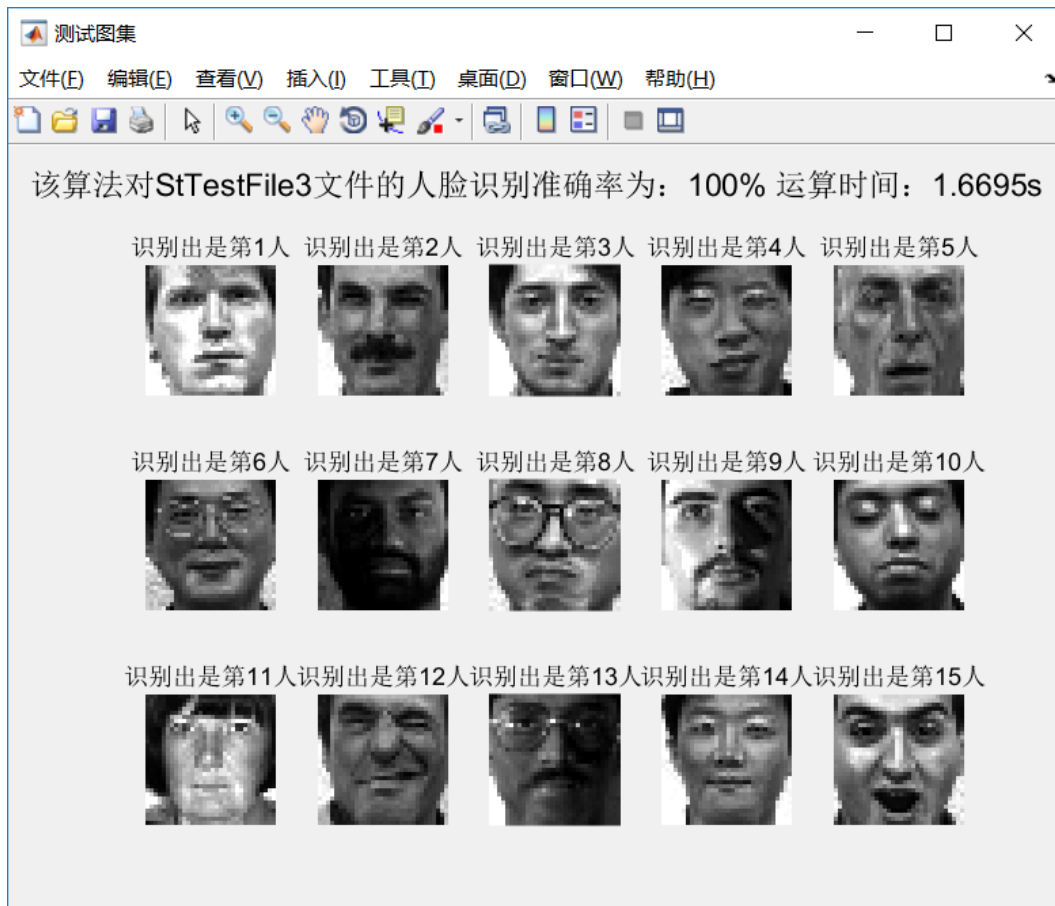 测试图集
文件(F) 编辑(E) 查看(V) 插入(I) 工具(T) 桌面(D) 窗口(W) 帮助(H)
该算法对StTestFile3文件的人脸识别准确率为：100% 运算时间：1.6695s
识别出是第1人 识别出是第2人 识别出是第3人 识别出是第4人 识别出是第5人
识别出是第6人 识别出是第7人 识别出是第8人 识别出是第9人 识别出是第10人
识别出是第11人 识别出是第12人 识别出是第13人 识别出是第14人 识别出是第15人